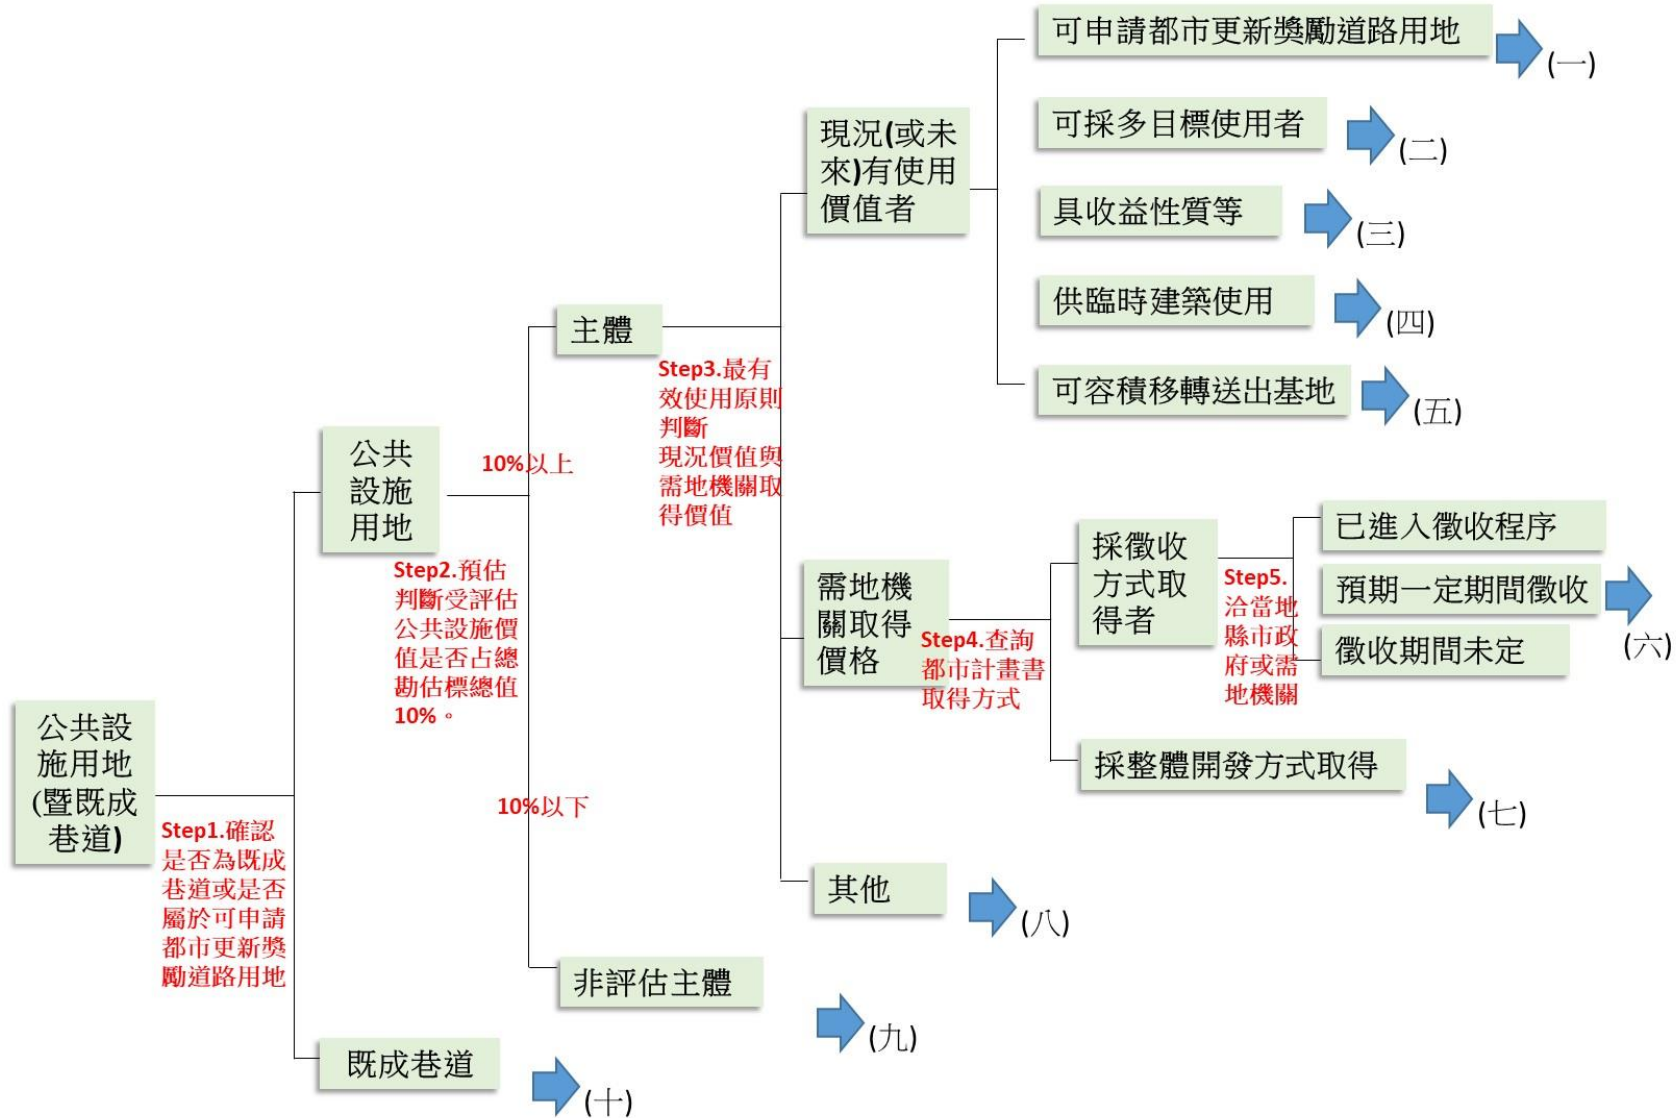 公共設
施用地
(暨既成
巷道)
Step1.確認
是否為既成
巷道或是否
屬於可申請
都市更新獎
勵道路用地
公共
設施
用地
10%以上
Step2.預估
判斷受評估
公共設施價
值是否占總
勘估標總值
10%。
10%以下
既成巷道
(十)
主體
Step3.最有
效使用原則
判斷
現況價值與
需地機關取
得價值
非評估主體
(九)
現況(或未
來)有使用
價值者
可申請都市更新獎勵道路用地
(一)
可採多目標使用者
(二)
具收益性質等
(三)
供臨時建築使用
(四)
可容積移轉送出基地
(五)
需地機
關取得
價格
Step4.查詢
都市計畫書
取得方式
採徵收
方式取
得者
Step5.
洽當地
縣市政
府或需
地機關
已進入徵收程序
預期一定期間徵收
徵收期間未定
(六)
採整體開發方式取得
(七)
其他
(八)